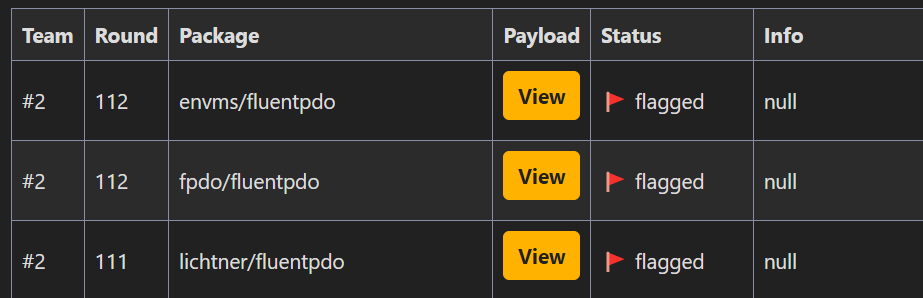 Team Round Package Payload Status Info
#2 112 envms/fluentpdo View flagged null
#2 112 fpdo/fluentpdo View flagged null
#2 111 lichtner/fluentpdo View flagged null